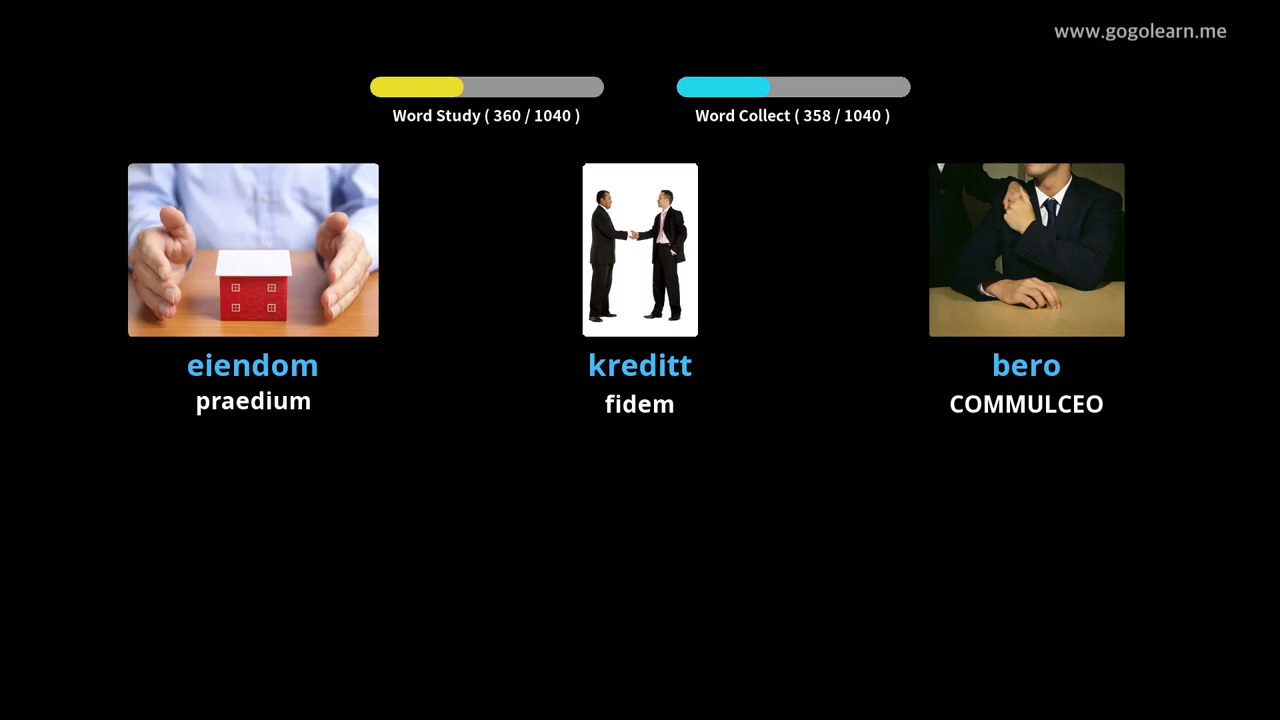 www.gogolearn.me
Word Study ( 360 / 1040 )
Word Collect ( 358 / 1040 )
eiendom
praedium
kreditt
fidem
bero
COMMULCEO